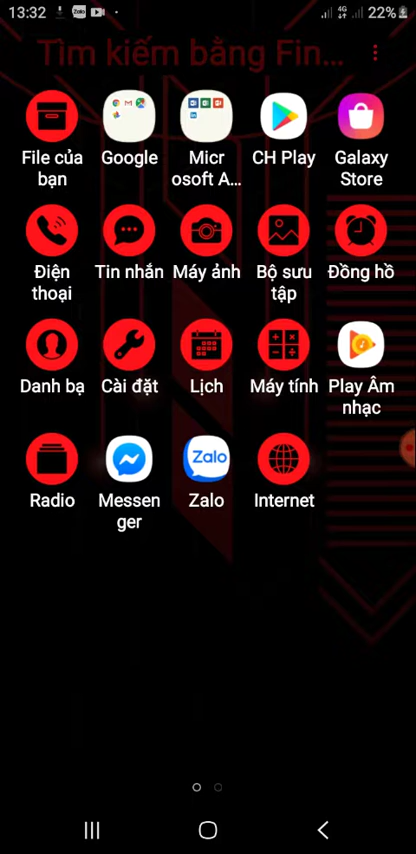 13:32 Zalo 4G 22%
Tìm kiếm bằng Fin...
File của
bạn
Google
Micr
osoft A...
CH Play
Galaxy
Store
Điện
thoại
Tin nhắn
Máy ảnh
Bộ sưu
tập
Đồng hồ
Danh bạ
Cài đặt
Lịch
Máy tính
Play Âm
nhạc
Radio
Messen
ger
Zalo
Zalo
Internet